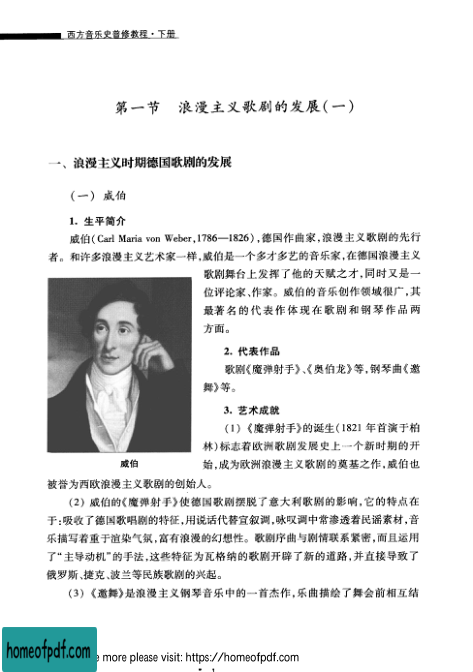 西方音乐史普修教程·下册
第一节 浪漫主义歌剧的发展(一)
一、浪漫主义时期德国歌剧的发展
(一) 威伯
1. 生平简介
威伯(Carl Maria von Weber,1786—1826),德国作曲家,浪漫主义歌剧的先行
者。和许多浪漫主义艺术家一样,威伯是一个多才多艺的音乐家,在德国浪漫主义
歌剧舞台上发挥了他的天赋之才,同时又是一
位评论家、作家。威伯的音乐创作领域很广,其
最著名的代表作体现在歌剧和钢琴作品两
方面。
2. 代表作品
歌剧《魔弹射手》、《奥伯龙》等,钢琴曲《邀
舞》等。
3. 艺术成就
(1) 《魔弹射手》的诞生(1821 年首演于柏
林)标志着欧洲歌剧发展史上一个新时期的开
始,成为欧洲浪漫主义歌剧的奠基之作,威伯也
威伯
被誉为西欧浪漫主义歌剧的创始人。
(2) 威伯的《魔弹射手》使德国歌剧摆脱了意大利歌剧的影响,它的特点在
于:吸收了德国歌唱剧的特征,用说话代替宣叙调,咏叹调中常渗透着民谣素材,音
乐描写着重于渲染气氛,富有浪漫的幻想性。歌剧序曲与剧情联系紧密,而且运用
了“主导动机”的手法,这些特征为瓦格纳的歌剧开辟了新的道路,并直接导致了
俄罗斯、捷克、波兰等民族歌剧的兴起。
(3) 《邀舞》是浪漫主义钢琴音乐中的一首杰作,乐曲描绘了舞会前相互结
homeofpdf.com
e more please visit: https://homeofpdf.com
1